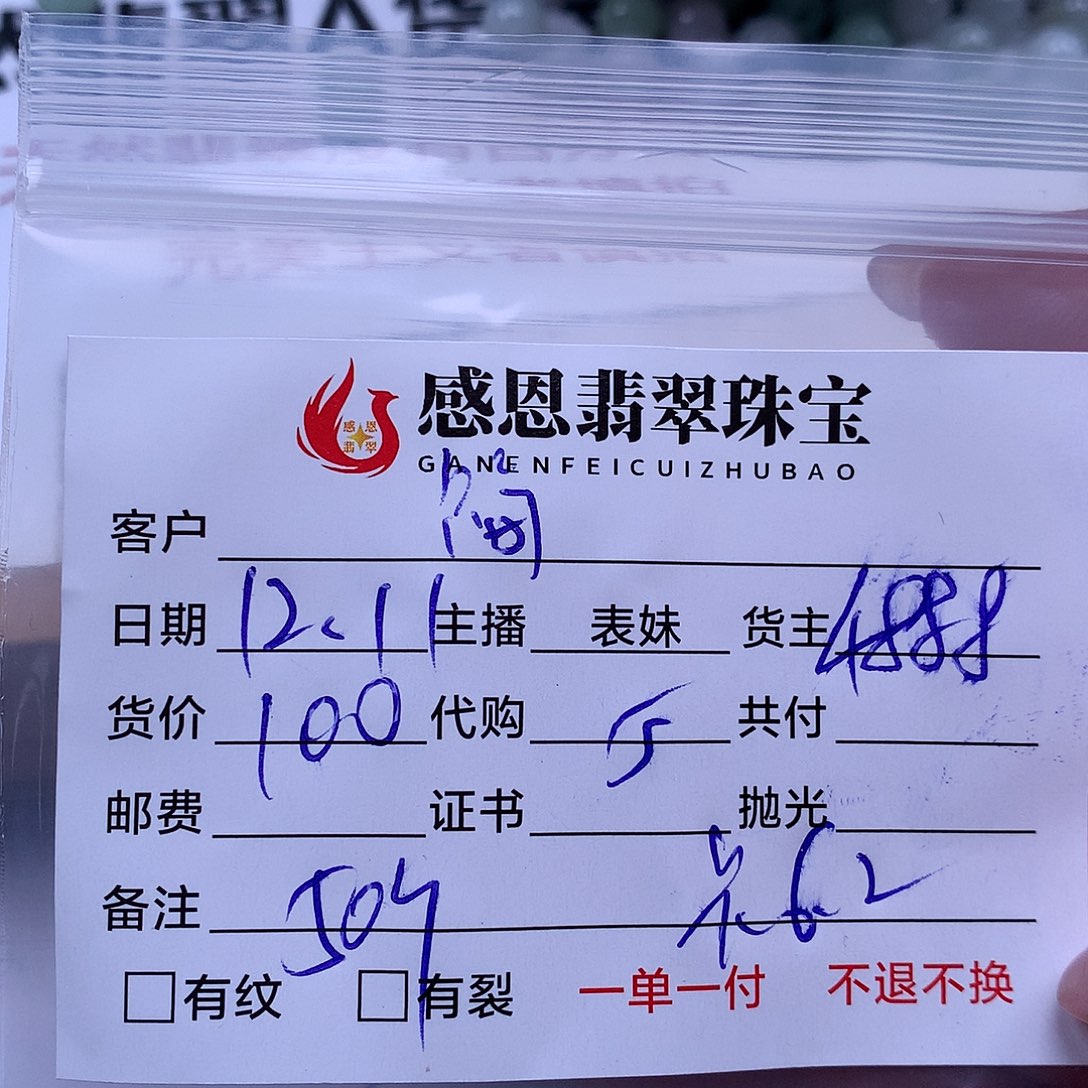 感恩翡翠珠宝
GANENFEICUIZHUBAO
客户
日期 12.11 主播 表妹 货主 4888
货价 100 代购 5 共付
邮费 证书 抛光
备注 504 6.2
有纹 有裂 一单一付 不退不换